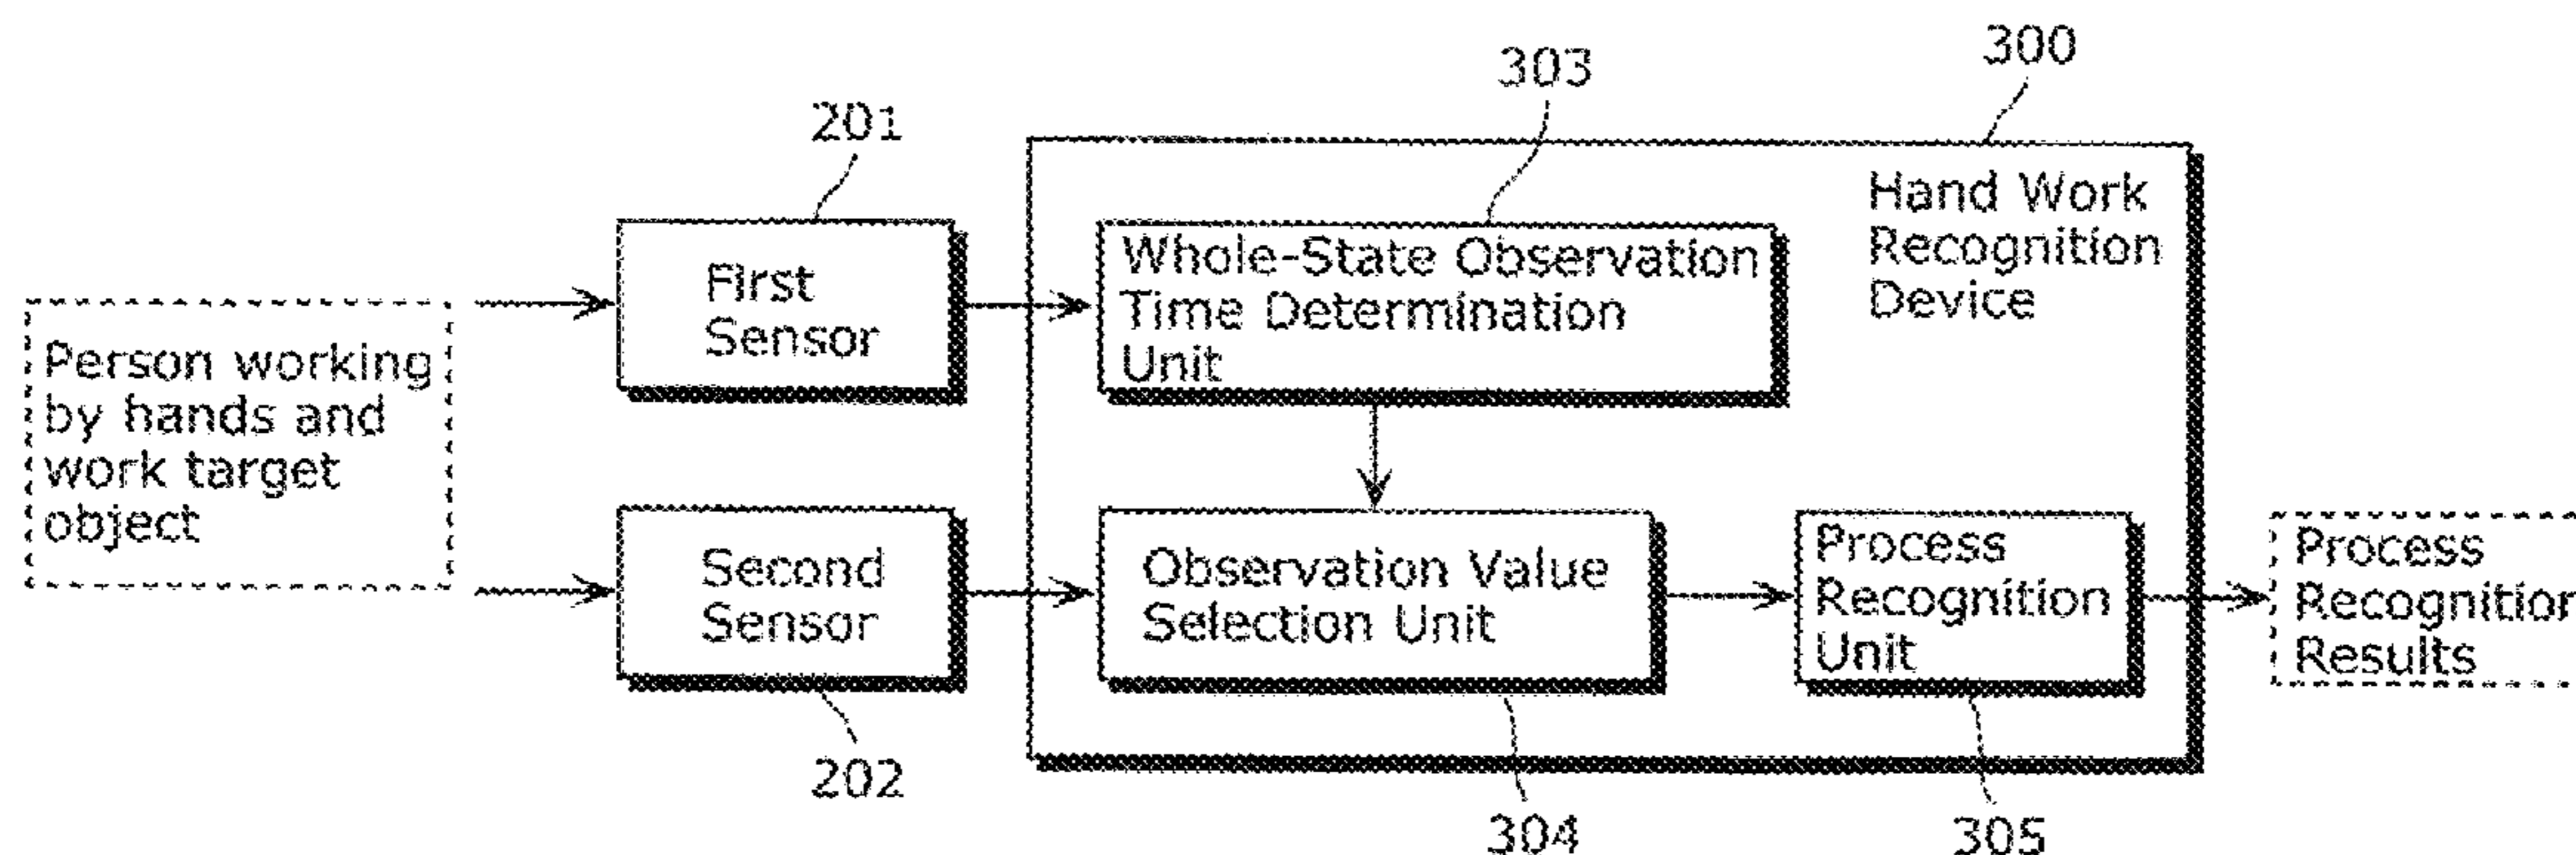 300
303
201
Hand Work
Recognition
Device
Whole-State Observation
Time Determination
Unit
First
Sensor
Person working
by hands and
work target
object
Second
Sensor
Observation Value
Selection Unit
Process
Recognition
Unit
Process
Recognition
Results
202
304
305